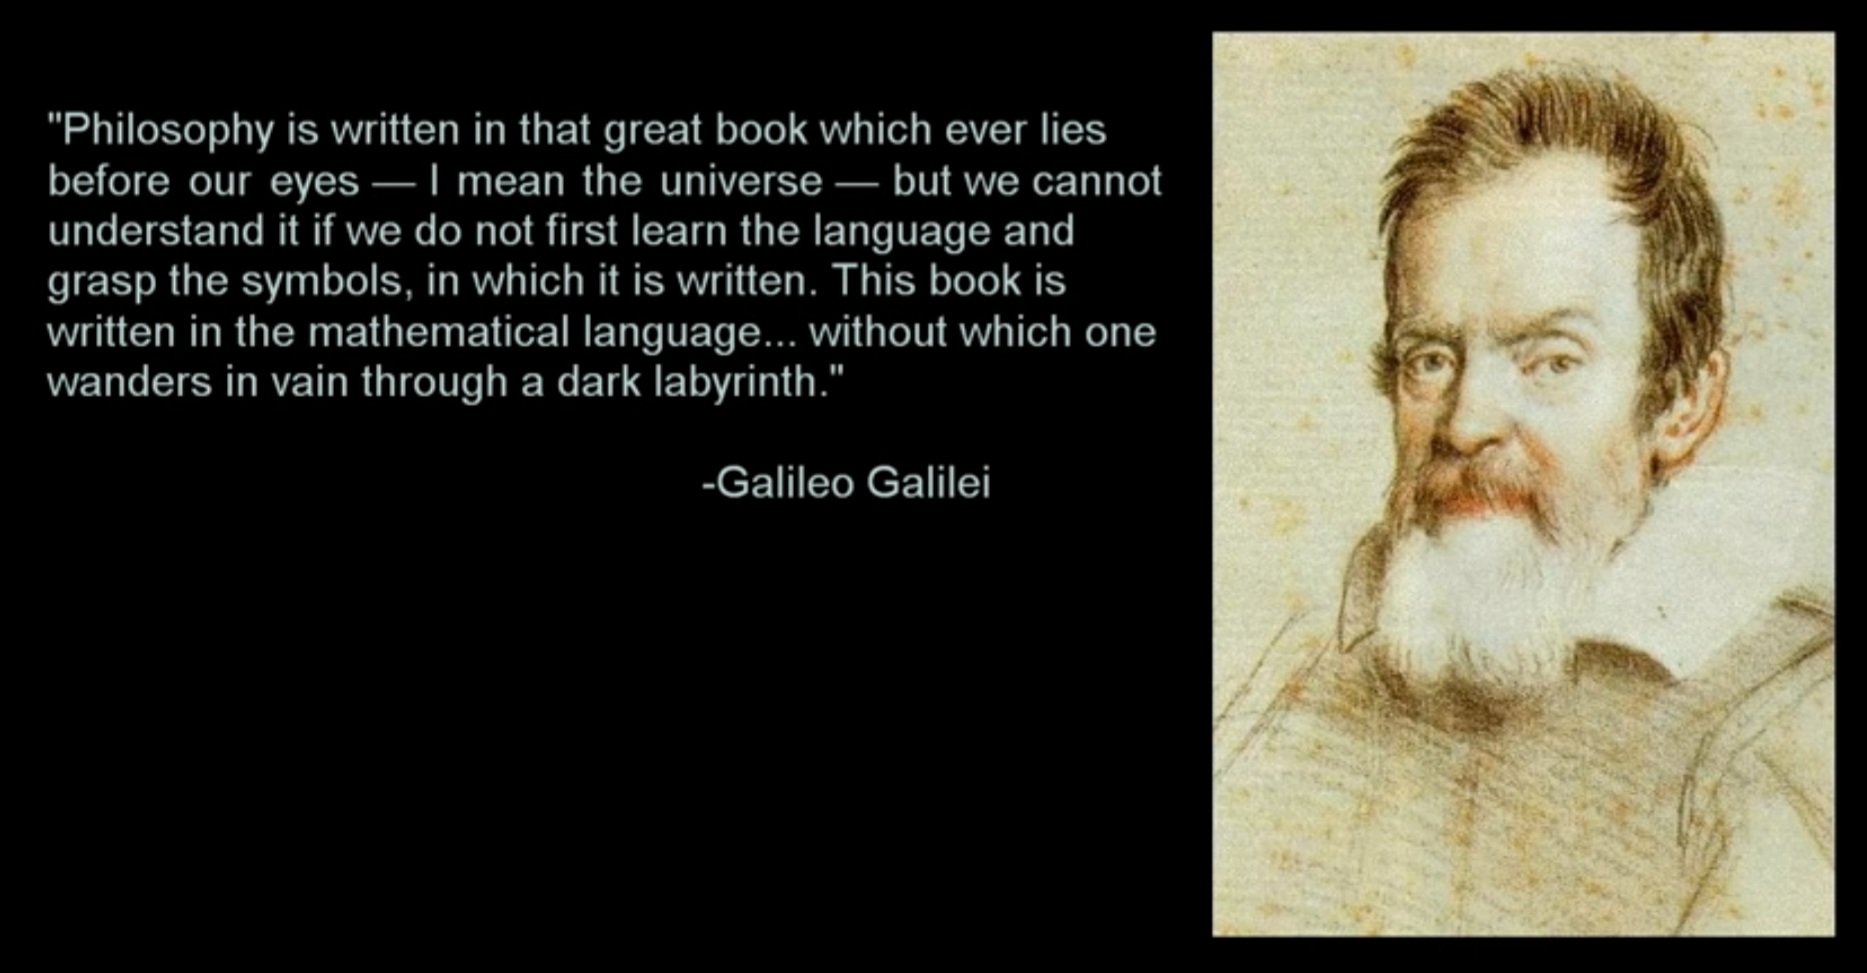 "Philosophy is written in that great book which ever lies
before our eyes — I mean the universe — but we cannot
understand it if we do not first learn the language and
grasp the symbols, in which it is written. This book is
written in the mathematical language... without which one
wanders in vain through a dark labyrinth."
-Galileo Galilei